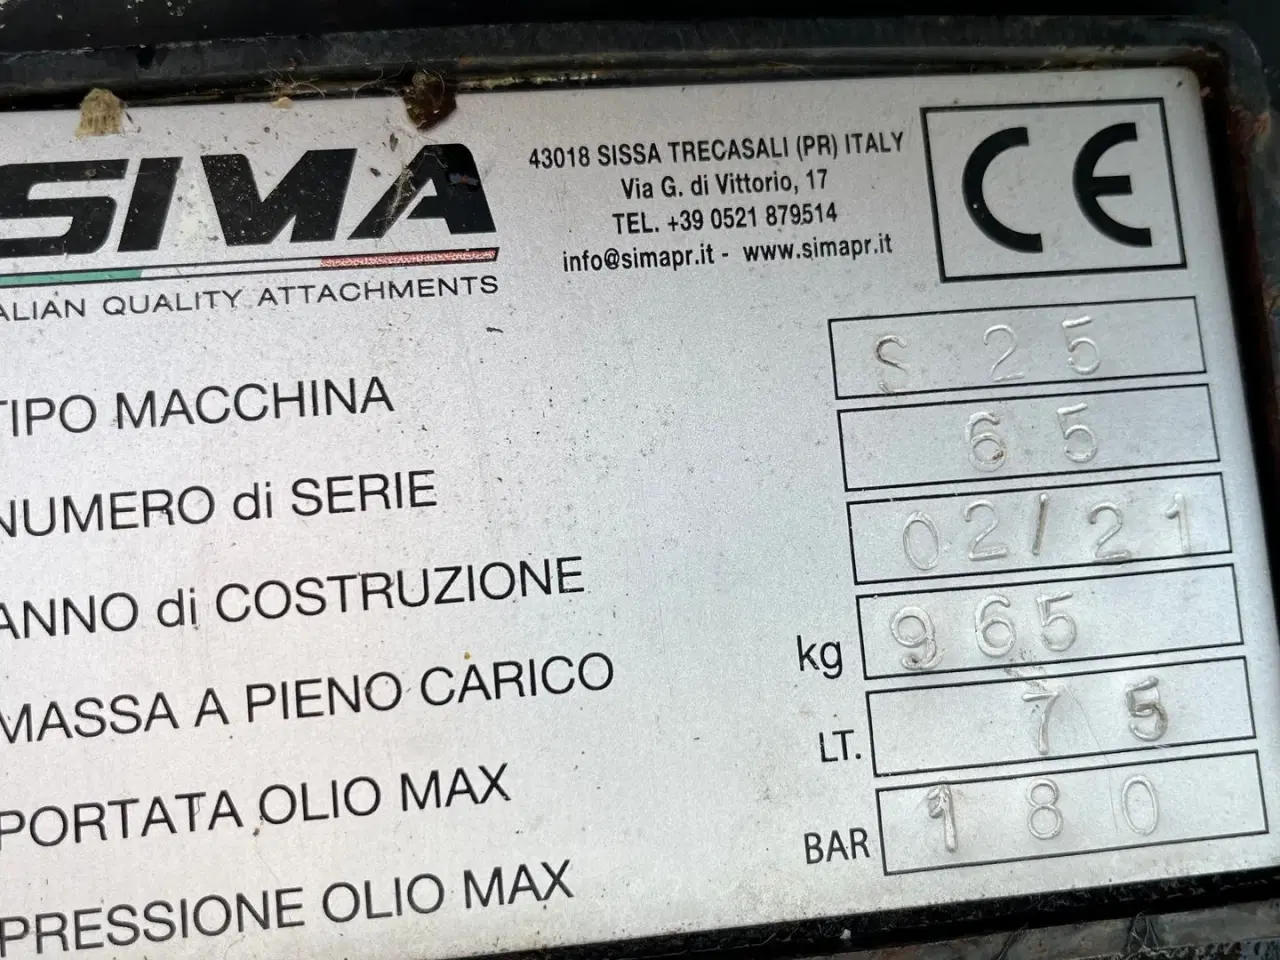 SIMA
ALIAN QUALITY ATTACHMENTS
43018 SISSA TRECASALI (PR) ITALY
Via G. di Vittorio, 17
TEL. +39 0521 879514
info@simapr.it - www.simapr.it
CE
TIPO MACCHINA S 25
NUMERO di SERIE 65
ANNO di COSTRUZIONE 02/21
MASSA A PIENO CARICO kg 965
PORTATA OLIO MAX LT. 75
PRESSIONE OLIO MAX BAR 180